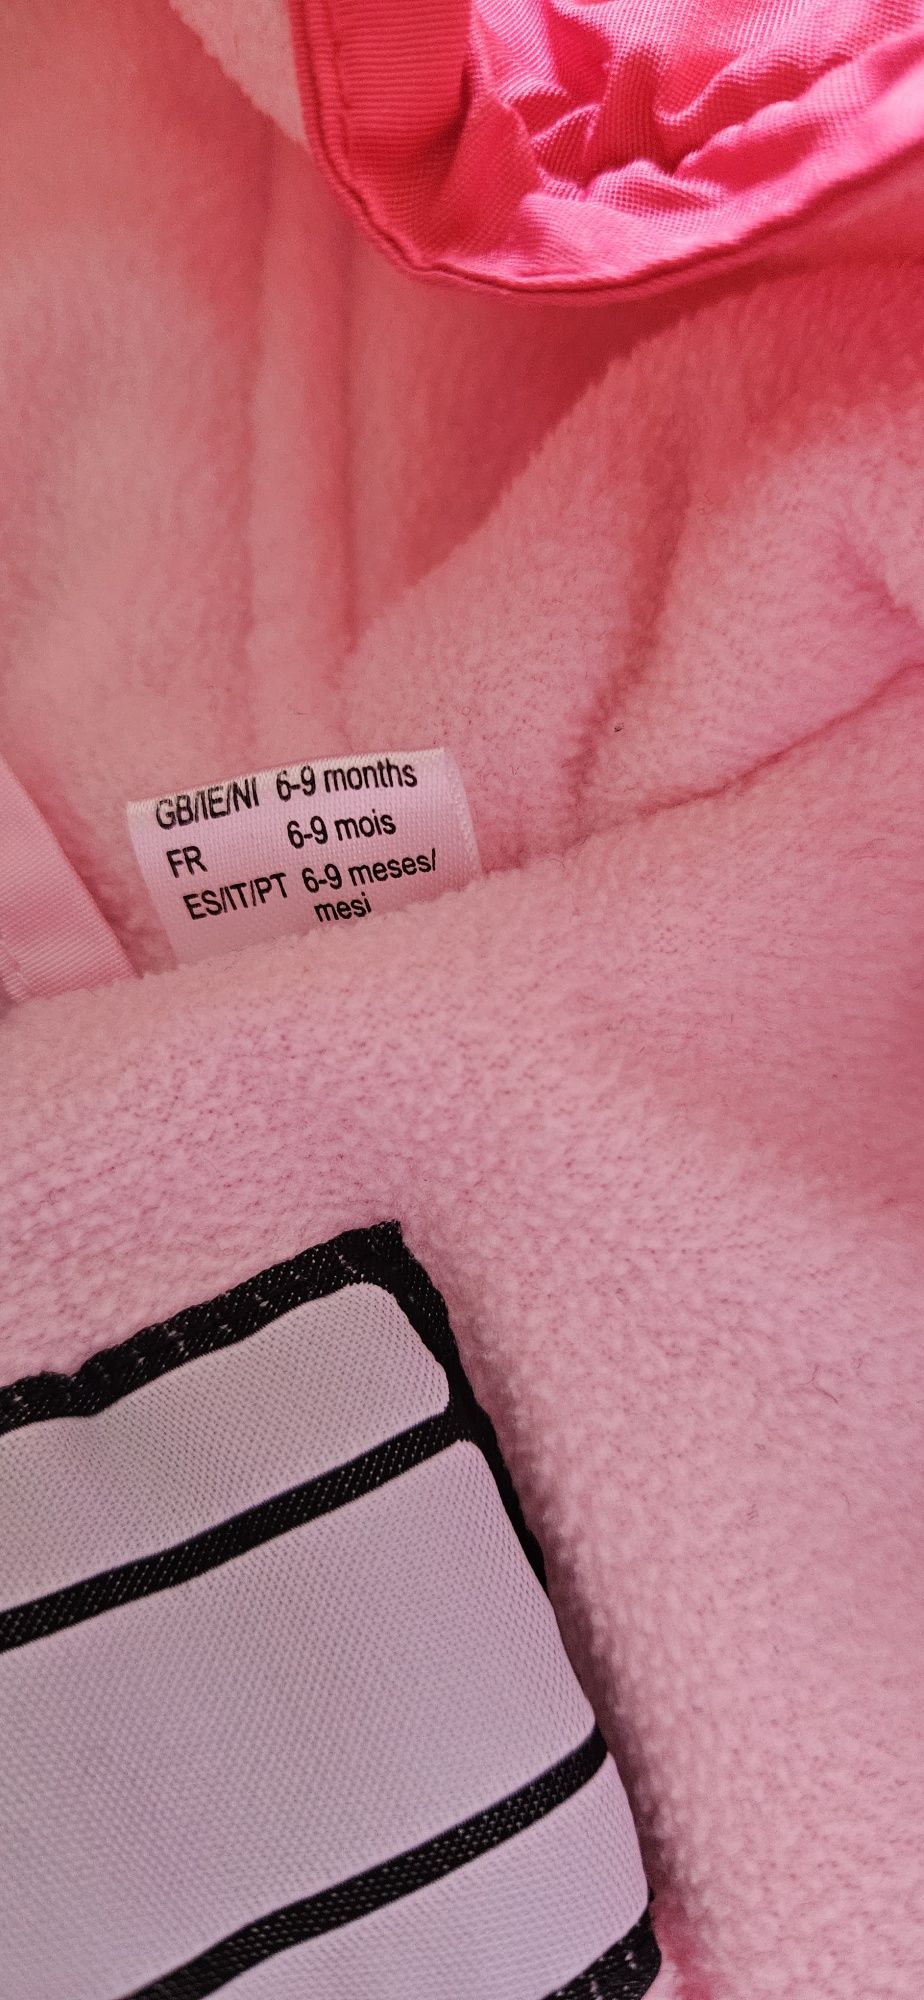 GB/IE/NI 6-9 months
FR 6-9 mois
ES/IT/PT 6-9 meses/
mesi